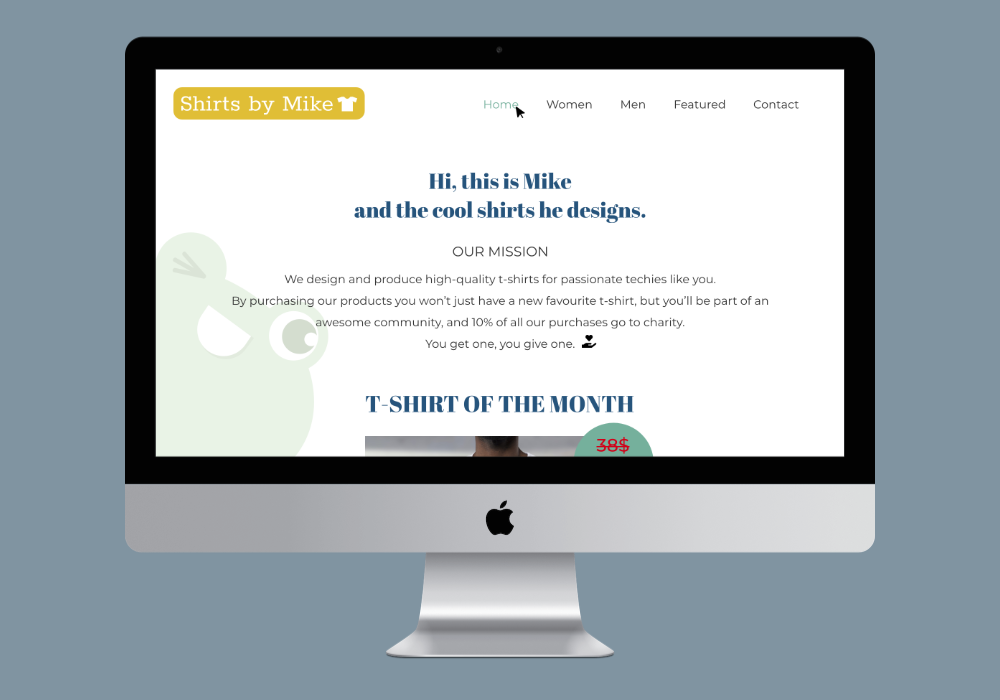 Shirts by Mike
Home Women Men Featured Contact
Hi, this is Mike
and the cool shirts he designs.
OUR MISSION
We design and produce high-quality t-shirts for passionate techies like you.
By purchasing our products you won't just have a new favourite t-shirt, but you'll be part of an
awesome community, and 10% of all our purchases go to charity.
You get one, you give one.
T-SHIRT OF THE MONTH
38$